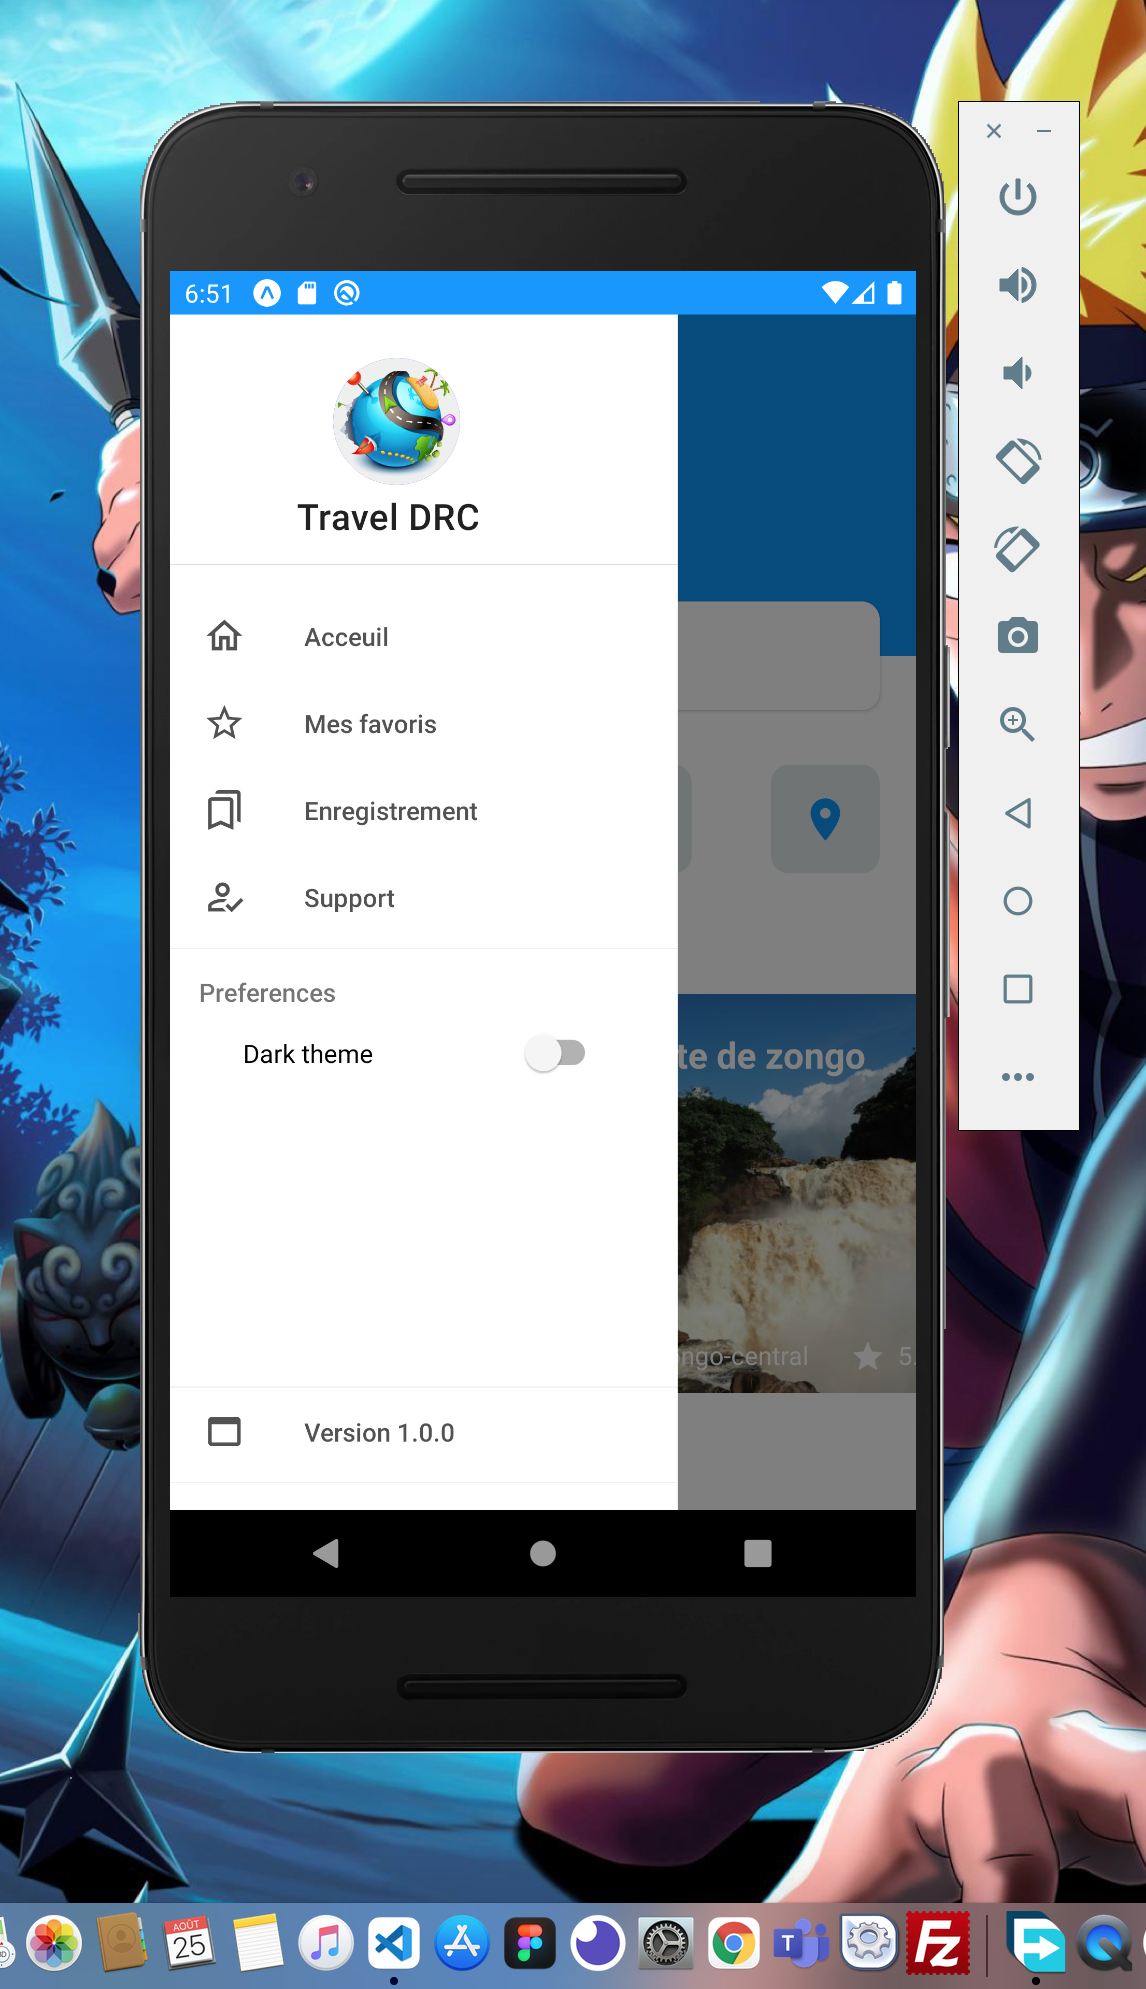 6:51
Travel DRC
Acceuil
Mes favoris
Enregistrement
Support
Preferences
Dark theme
te de zongo
ngo-central
5.
Version 1.0.0
AOÛT
25
T
Fz